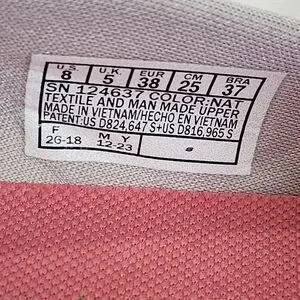 U.S. U.K. EUR CM BRA
8 5 38 25 37
SN 124637 COLOR:NAT
TEXTILE AND MAN MADE UPPER
MADE IN VIETNAM/HECHO EN VIETNAM
PATENT:US D824,647 S+US D816,965 S
F M Y
26-18 12-23